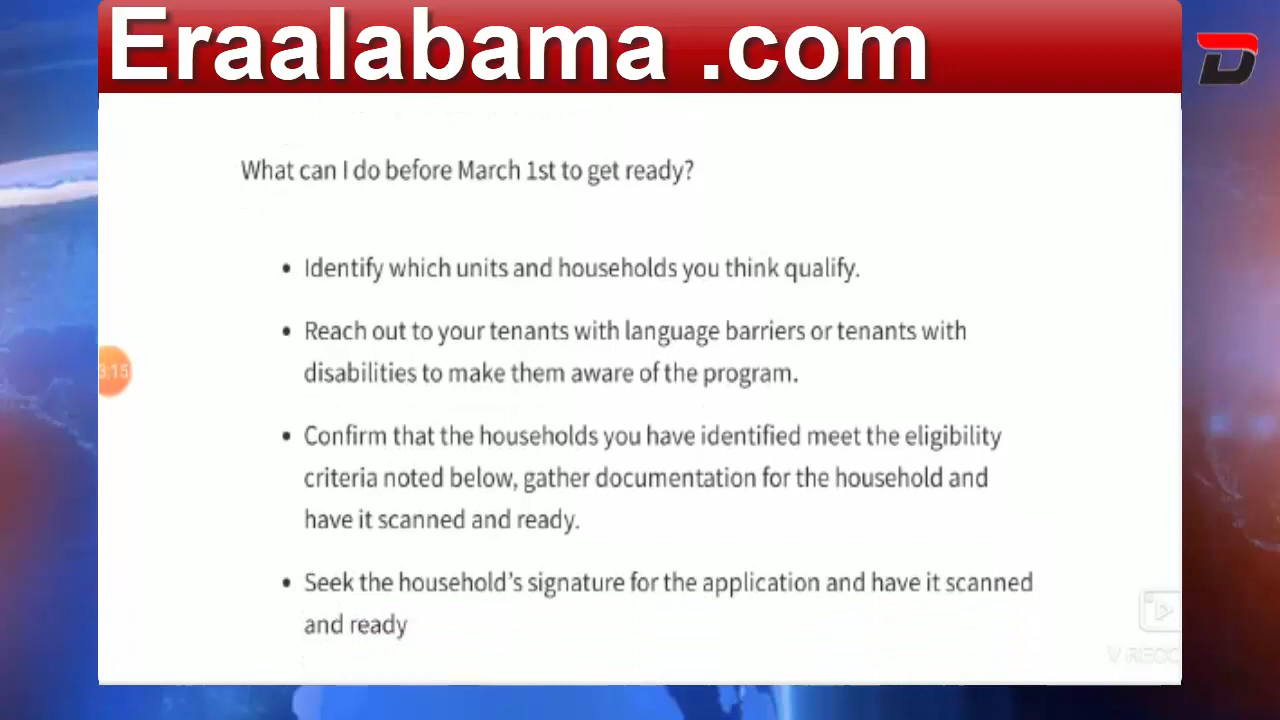 Eraalabama .com
D
What can I do before March 1st to get ready?
• Identify which units and households you think qualify.
• Reach out to your tenants with language barriers or tenants with
disabilities to make them aware of the program.
3:15
• Confirm that the households you have identified meet the eligibility
criteria noted below, gather documentation for the household and
have it scanned and ready.
• Seek the household's signature for the application and have it scanned
and ready
V RECO